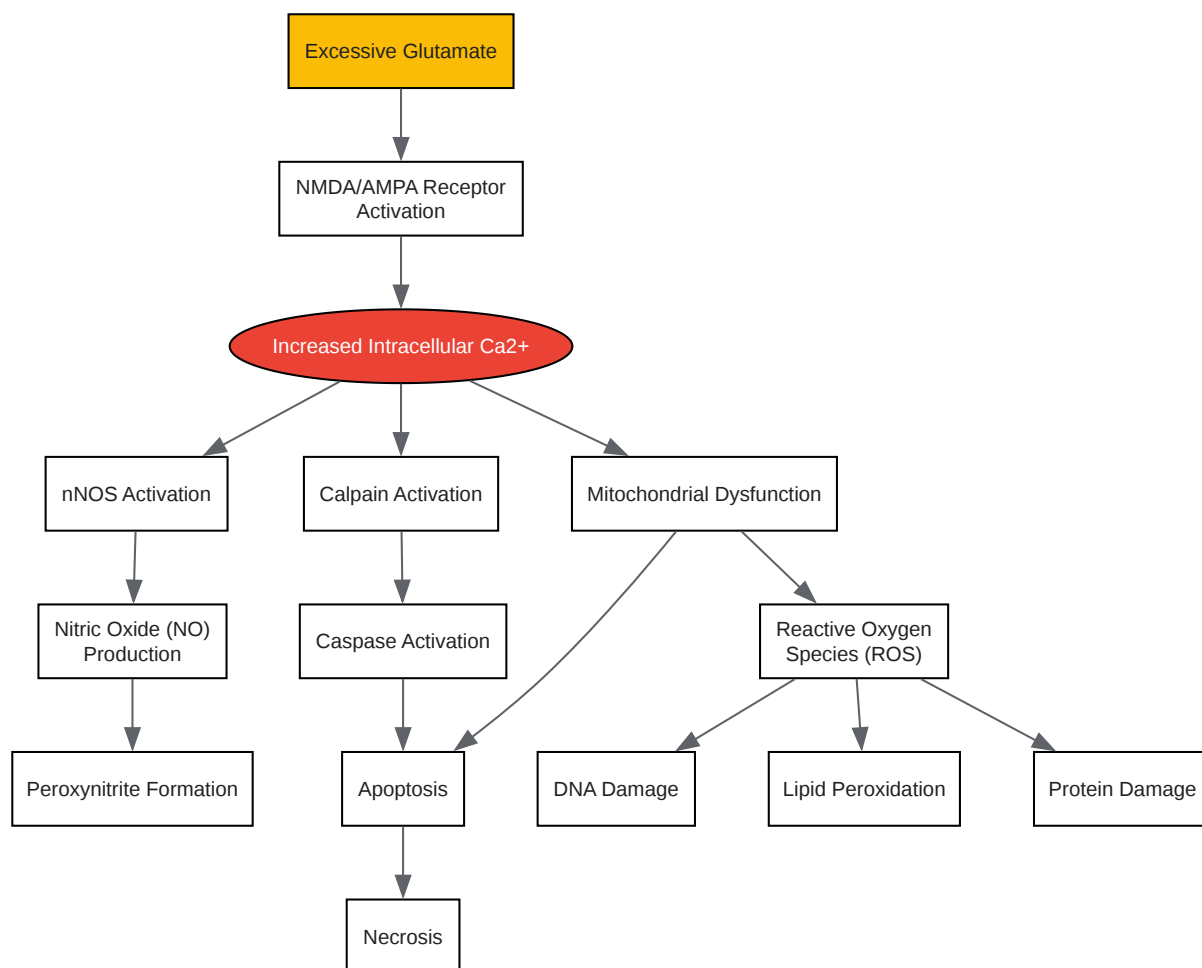 Excessive Glutamate
NMDA/AMPA Receptor
Activation
Increased Intracellular Ca2+
nNOS Activation
Calpain Activation
Mitochondrial Dysfunction
Nitric Oxide (NO)
Production
Caspase Activation
Reactive Oxygen
Species (ROS)
Peroxynitrite Formation
Apoptosis
DNA Damage
Lipid Peroxidation
Protein Damage
Necrosis